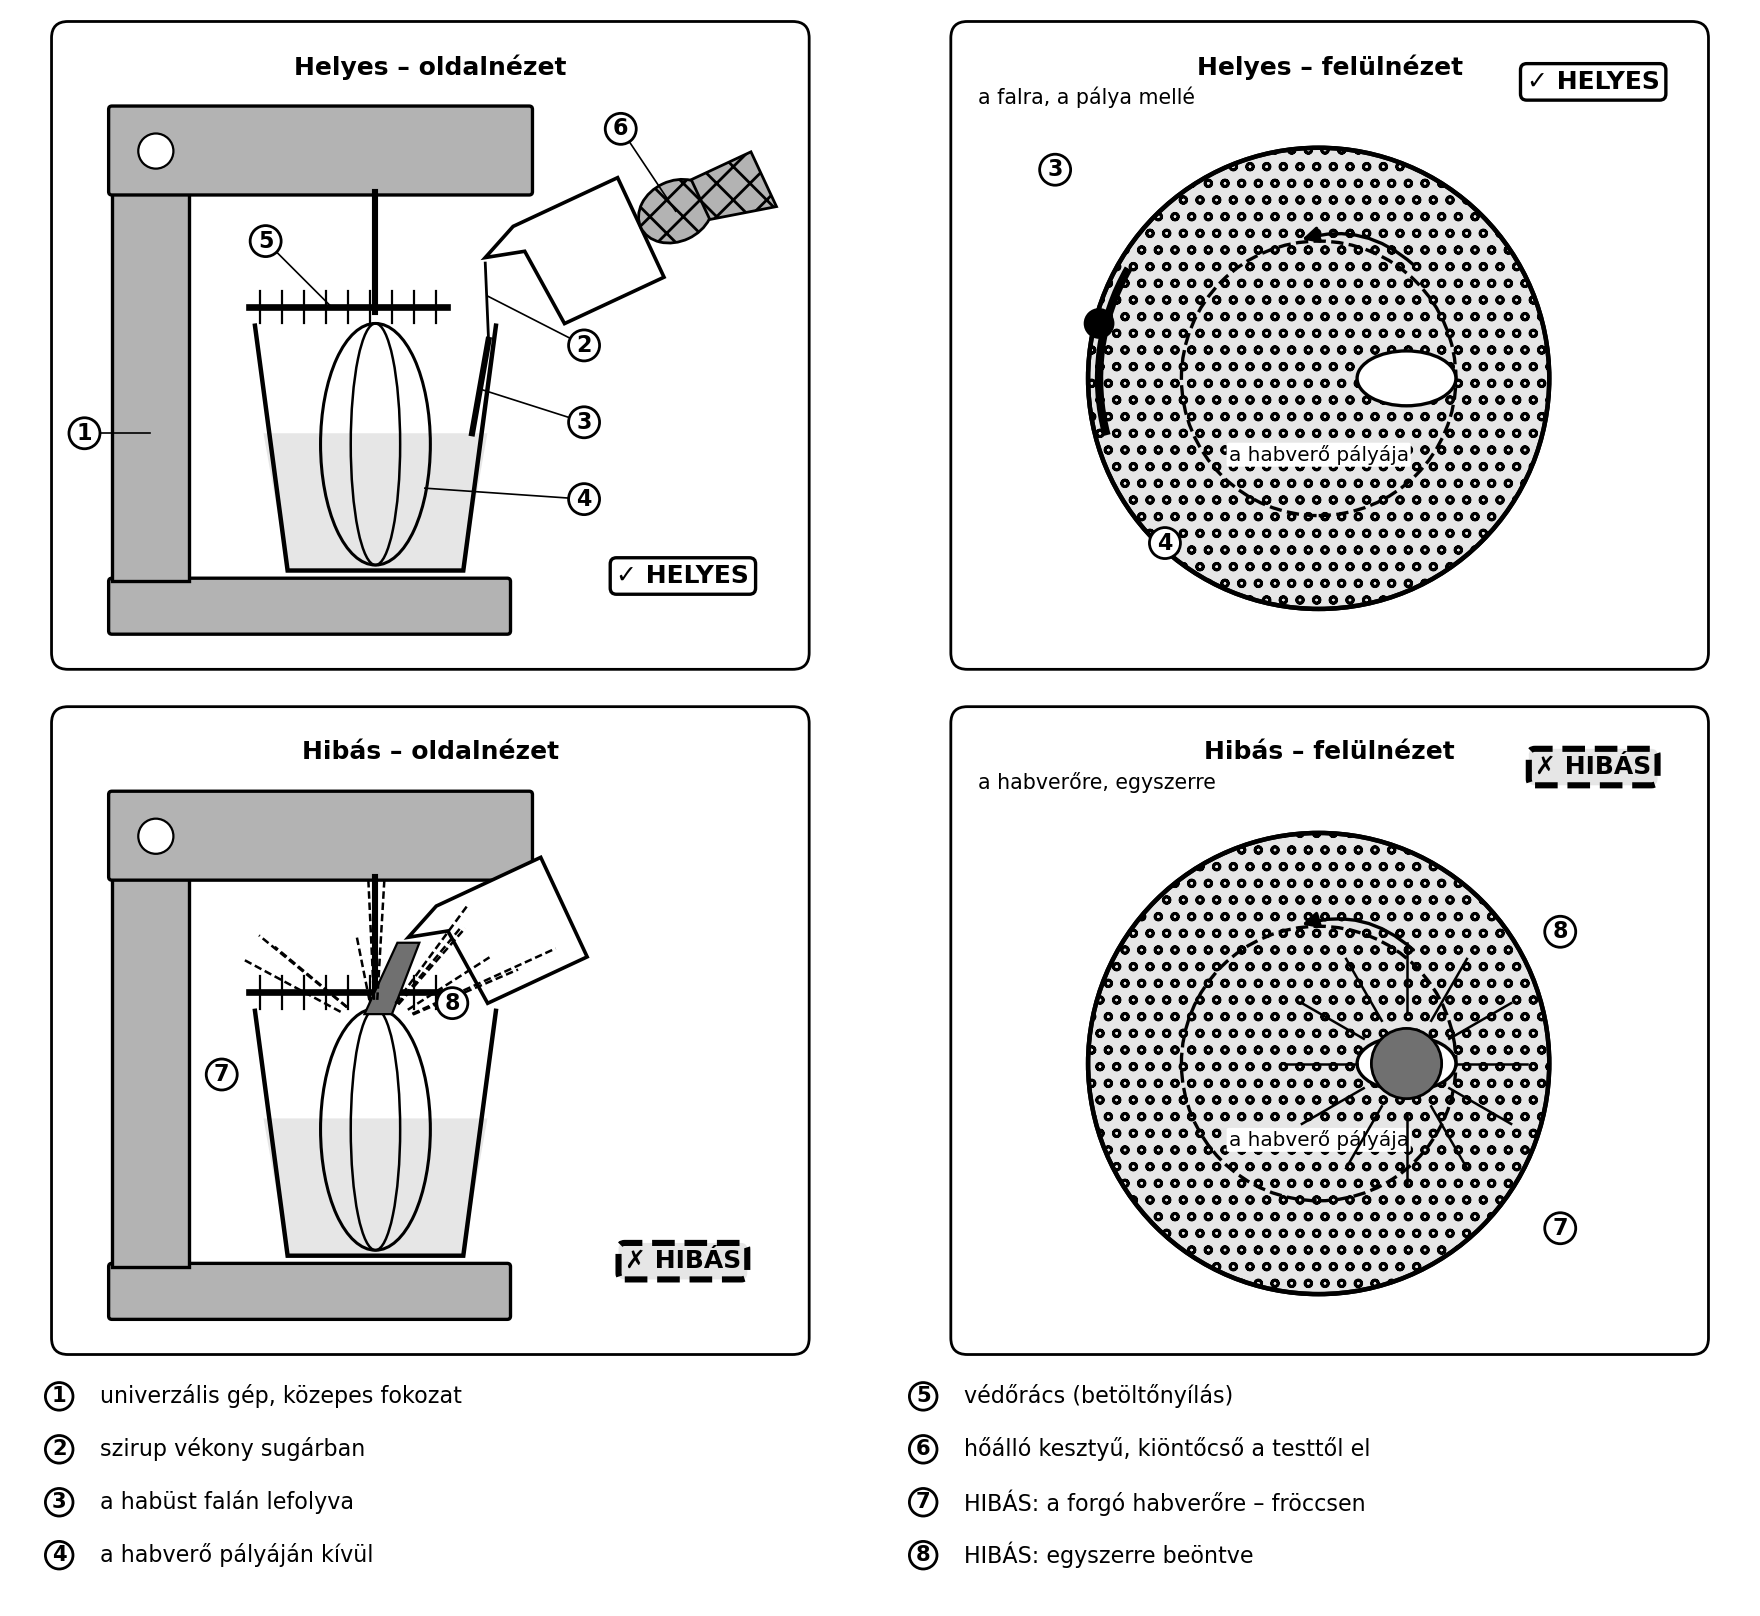 Helyes – oldalnézet
6
5
2
3
1
4
✓ HELYES
Helyes – felülnézet
✓ HELYES
a falra, a pálya mellé
3
a habverő pályája
4
Hibás – oldalnézet
8
7
✗ HIBÁS
Hibás – felülnézet
✗ HIBÁS
a habverőre, egyszerre
8
a habverő pályája
7
1 univerzális gép, közepes fokozat
2 szirup vékony sugárban
3 a habüst falán lefolyva
4 a habverő pályáján kívül
5 védőrács (betöltőnyílás)
6 hőálló kesztyű, kiöntőcső a testtől el
7 HIBÁS: a forgó habverőre – fröccsen
8 HIBÁS: egyszerre beöntve